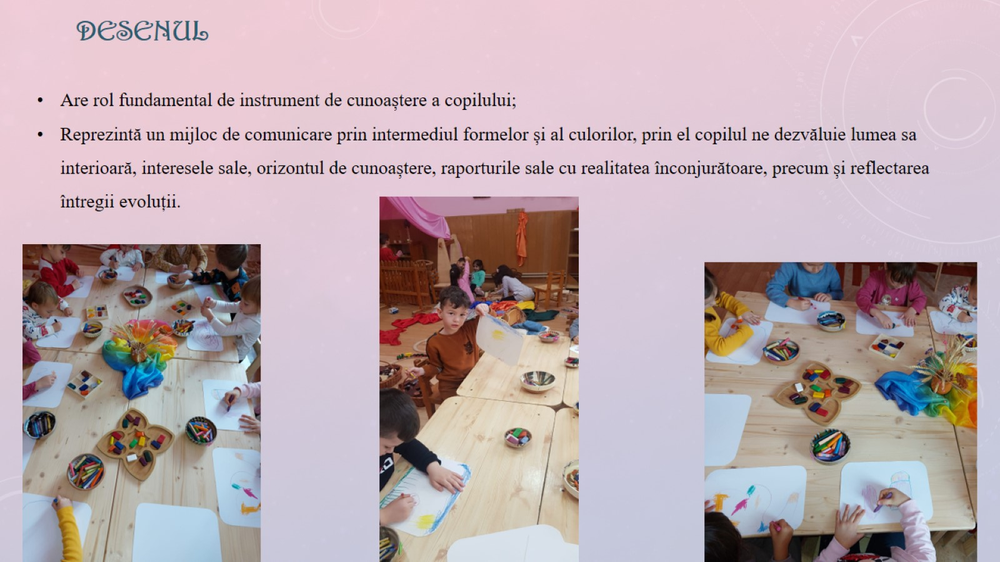 DESENUL
• Are rol fundamental de instrument de cunoaștere a copilului;
• Reprezintă un mijloc de comunicare prin intermediul formelor și al culorilor, prin el copilul ne dezvăluie lumea sa
interioară, interesele sale, orizontul de cunoaștere, raporturile sale cu realitatea înconjurătoare, precum și reflectarea
întregii evoluții.